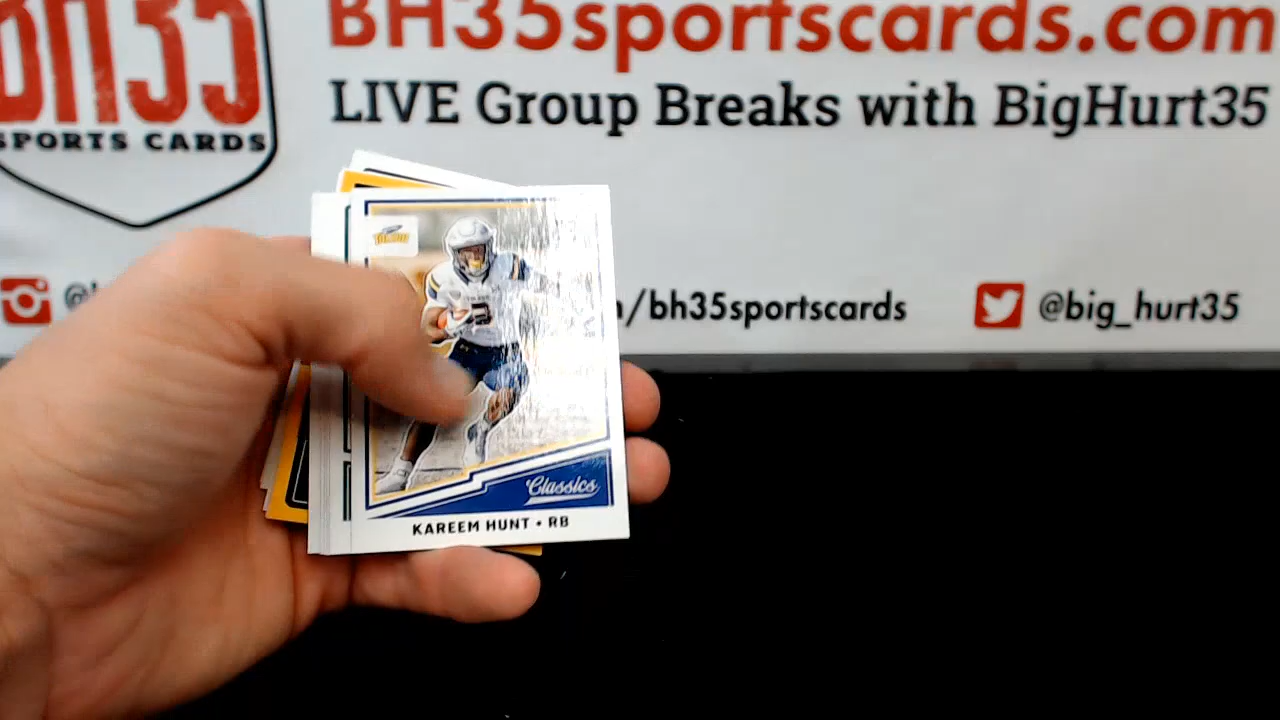 BH35
SPORTS CARDS
BH35sportscards.com
LIVE Group Breaks with BigHurt35
/bh35sportscards
@big_hurt35
Classics
KAREEM HUNT • RB